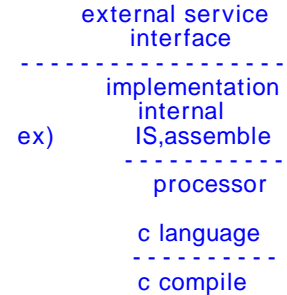 external service
interface
- - - - - - - - - - - - - - - - - -
implementation
internal
ex) IS,assemble
- - - - - - - - - - -
processor
c language
- - - - - - - - - -
c compile